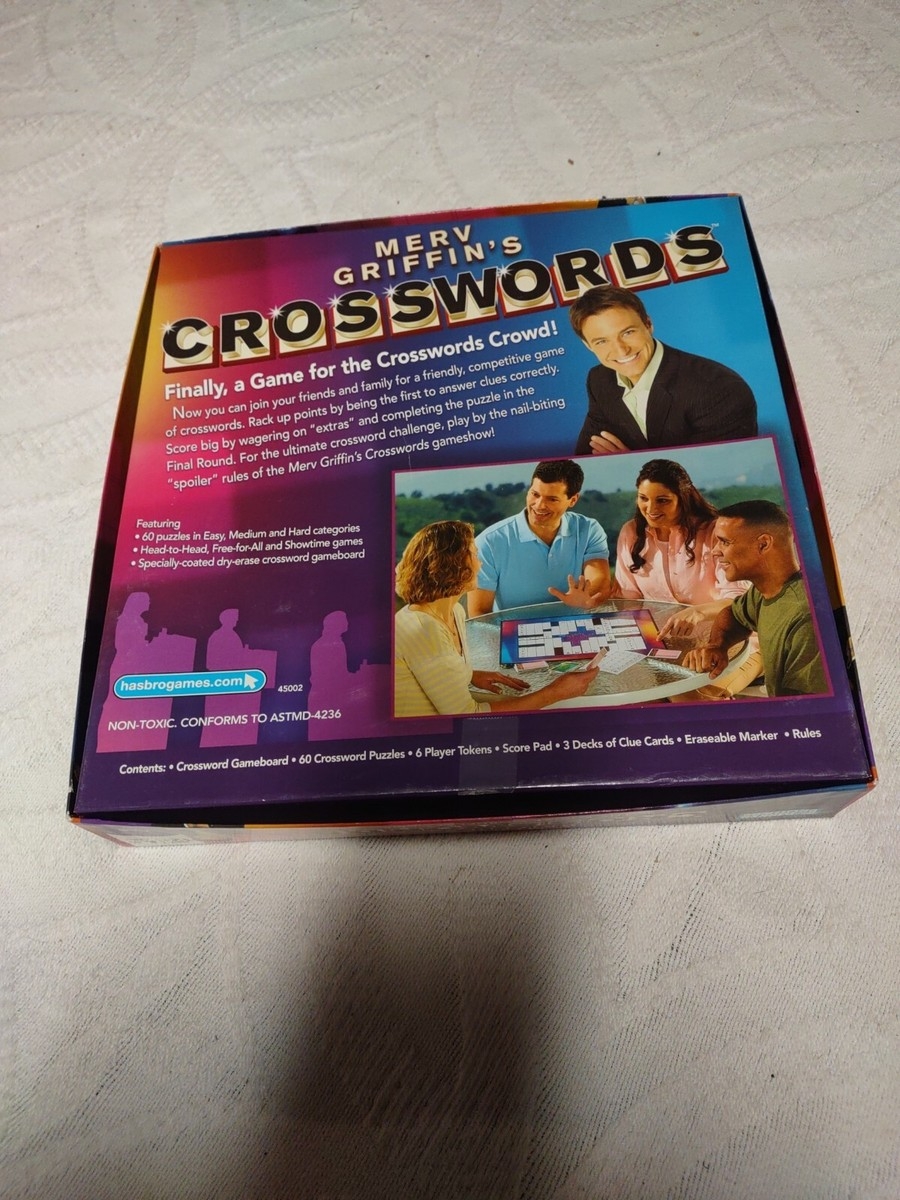 MERV
GRIFFIN'S
CROSSWORDS™
Finally, a Game for the Crosswords Crowd!
Now you can join your friends and family for a friendly, competitive game
of crosswords. Rack up points by being the first to answer clues correctly.
Score big by wagering on "extras" and completing the puzzle in the
Final Round. For the ultimate crossword challenge, play by the nail-biting
"spoiler" rules of the Merv Griffin's Crosswords gameshow!
Featuring
• 60 puzzles in Easy, Medium and Hard categories
• Head-to-Head, Free-for-All and Showtime games
• Specially-coated dry-erase crossword gameboard
hasbrogames.com
45002
NON-TOXIC. CONFORMS TO ASTMD-4236
Contents: • Crossword Gameboard • 60 Crossword Puzzles • 6 Player Tokens • Score Pad • 3 Decks of Clue Cards • Eraseable Marker • Rules